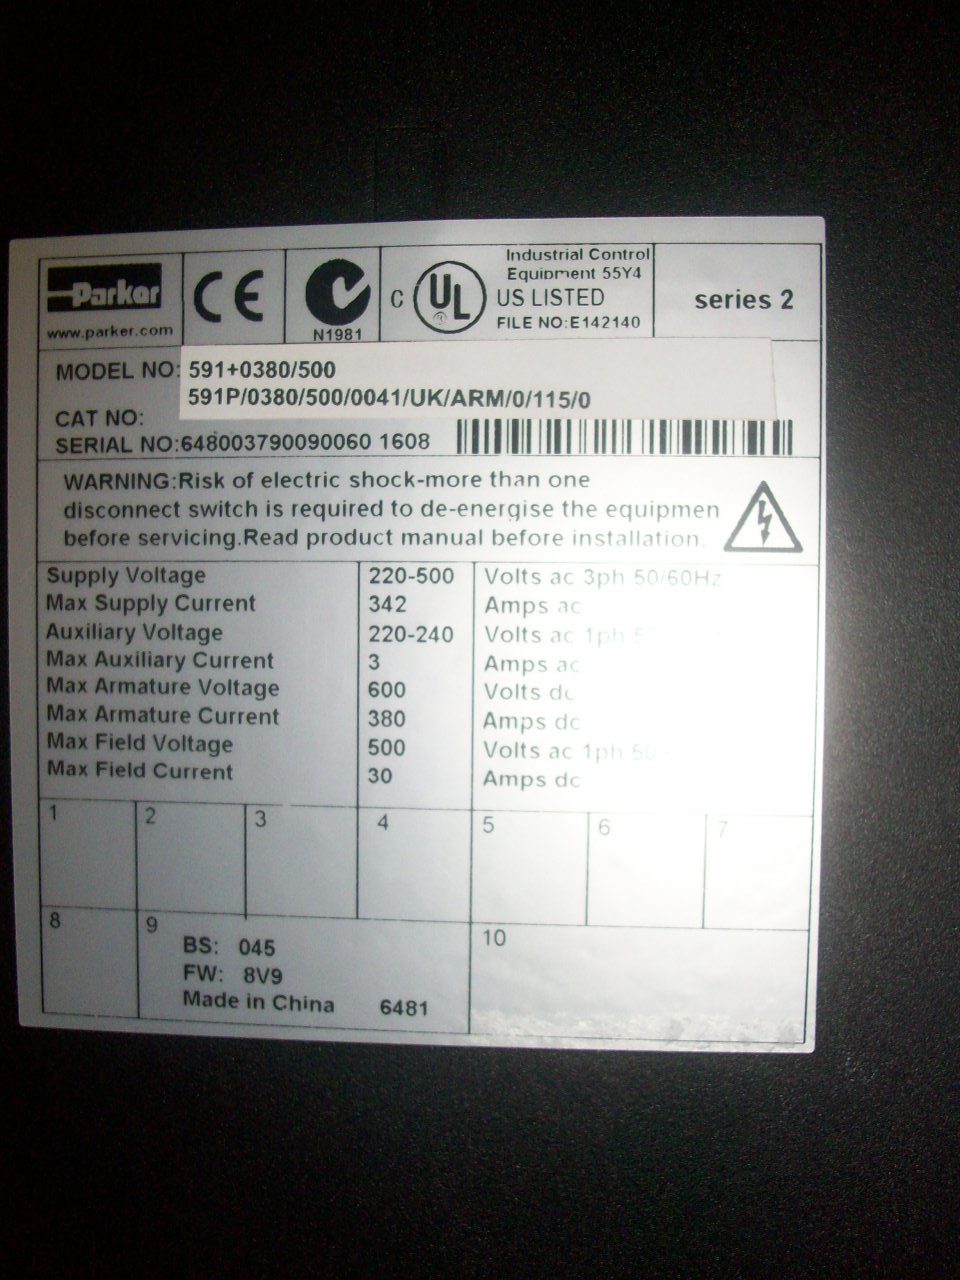 Parker
www.parker.com
CE
N1981
C UL ® US LISTED
Industrial Control
Equipment 55Y4
FILE NO:E142140
series 2
MODEL NO: 591+0380/500
591P/0380/500/0041/UK/ARM/0/115/0
CAT NO:
SERIAL NO:648003790090060 1608
WARNING:Risk of electric shock-more than one
disconnect switch is required to de-energise the equipmen
before servicing.Read product manual before installation.
Supply Voltage 220-500 Volts ac 3ph 50/60Hz
Max Supply Current 342 Amps ac
Auxiliary Voltage 220-240 Volts ac 1ph
Max Auxiliary Current 3 Amps ac
Max Armature Voltage 600 Volts dc
Max Armature Current 380 Amps dc
Max Field Voltage 500 Volts ac 1ph
Max Field Current 30 Amps dc
1 2 3 4 5 6 7
8 9 10
BS: 045
FW: 8V9
Made in China 6481